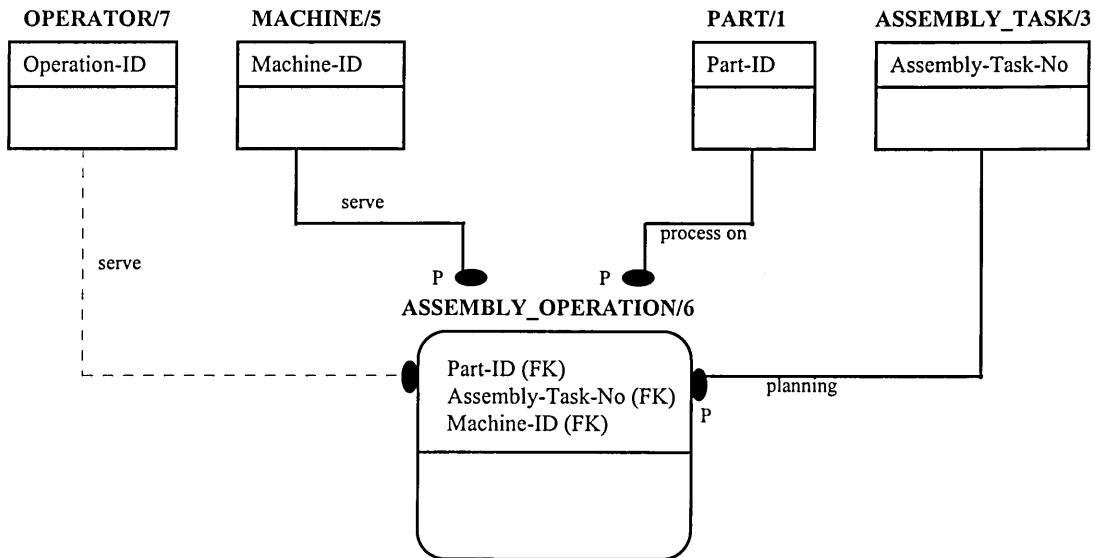 OPERATOR/7 MACHINE/5 PART/1 ASSEMBLY_TASK/3
Operation-ID Machine-ID Part-ID Assembly-Task-No
serve
process on
serve
P P
ASSEMBLY_OPERATION/6
Part-ID (FK)
Assembly-Task-No (FK)
Machine-ID (FK)
planning
P